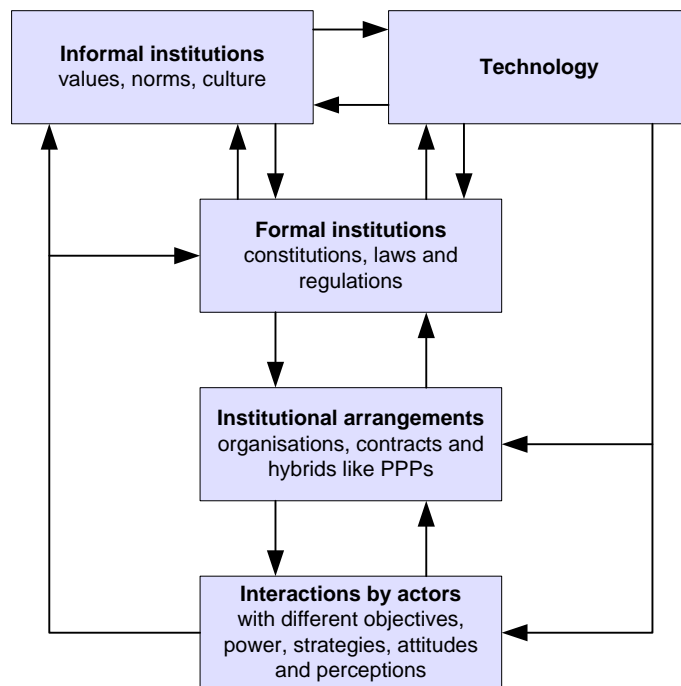 Informal institutions
values, norms, culture
Technology
Formal institutions
constitutions, laws and
regulations
Institutional arrangements
organisations, contracts and
hybrids like PPPs
Interactions by actors
with different objectives,
power, strategies, attitudes
and perceptions